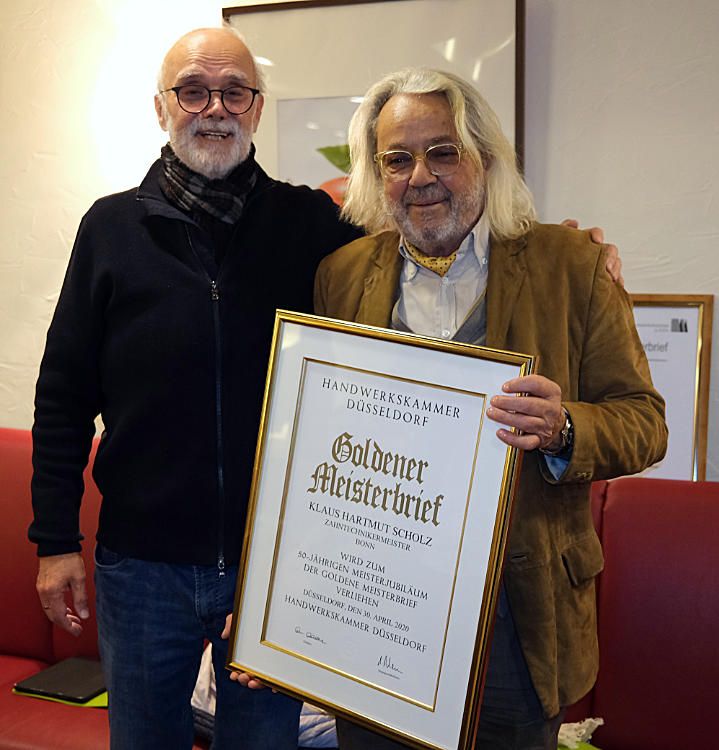 HANDWERKSKAMMER
DÜSSELDORF
Goldener
Meisterbrief
KLAUS HARTMUT SCHOLZ
ZAHNTECHNIKERMEISTER
BONN
WIRD ZUM
50-JÄHRIGEN MEISTERJUBILÄUM
DER GOLDENE MEISTERBRIEF
VERLIEHEN
DÜSSELDORF, DEN 30. APRIL 2020
HANDWERKSKAMMER DÜSSELDORF